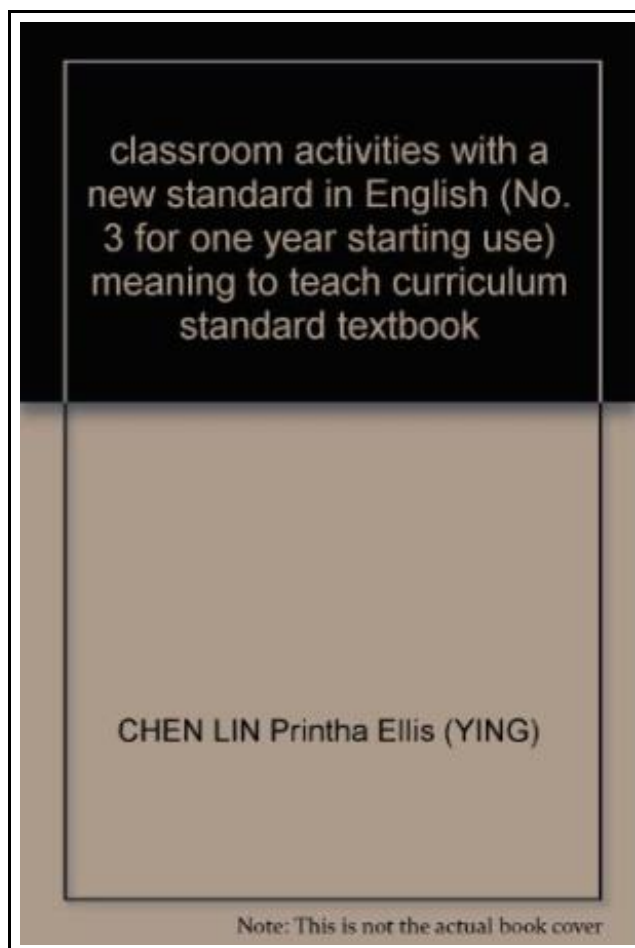 classroom activities with a
new standard in English (No.
3 for one year starting use)
meaning to teach curriculum
standard textbook
CHEN LIN Printha Ellis (YING)
Note: This is not the actual book cover